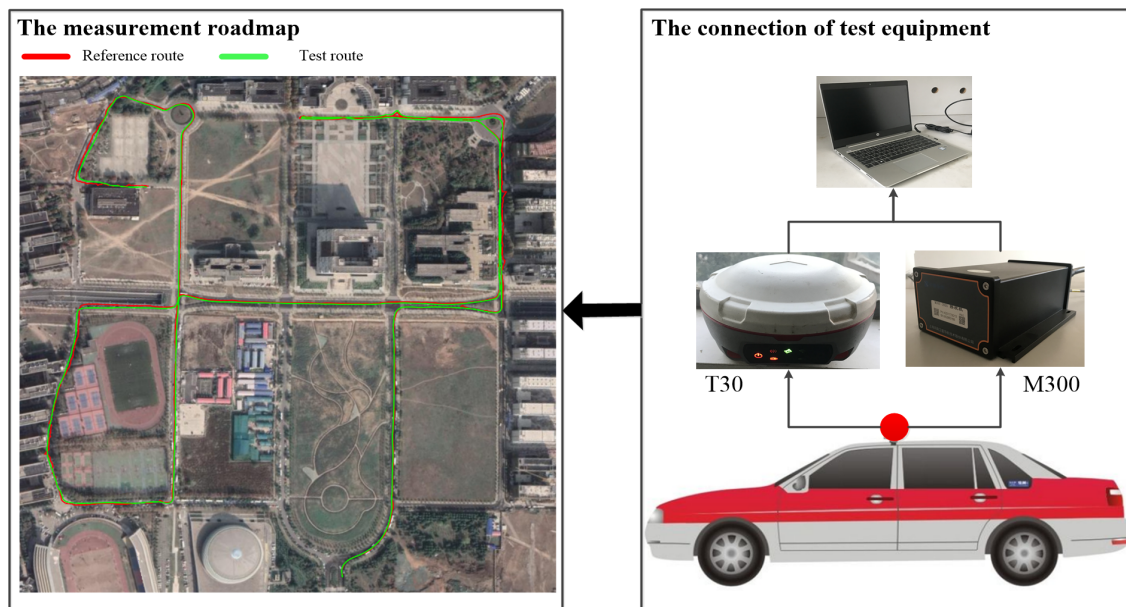 The measurement roadmap
Reference route
Test route
The connection of test equipment
T30
M300